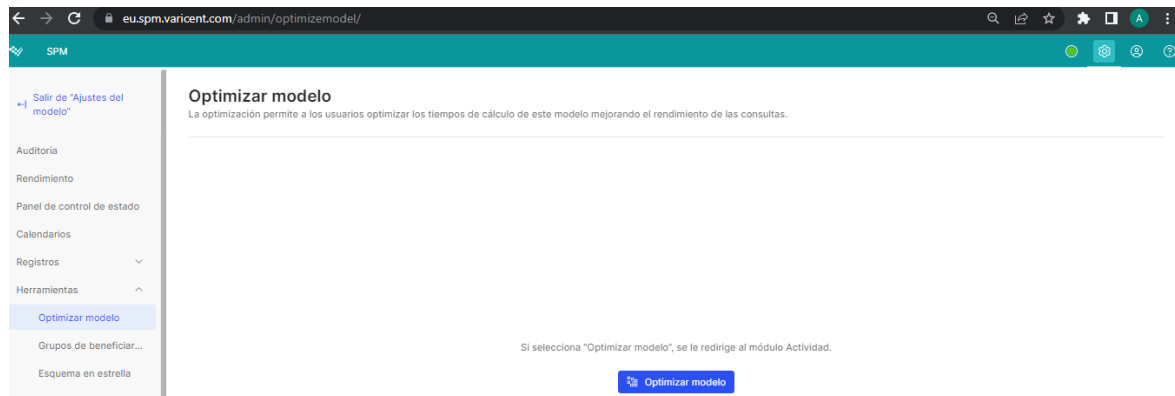 eu.spm.varicent.com/admin/optimizemodel/
A
SPM
Salir de "Ajustes del
modelo"
Optimizar modelo
La optimización permite a los usuarios optimizar los tiempos de cálculo de este modelo mejorando el rendimiento de las consultas.
Auditoría
Rendimiento
Panel de control de estado
Calendarios
Registros
Herramientas
Optimizar modelo
Grupos de beneficiar...
Esquema en estrella
Si selecciona "Optimizar modelo", se le redirige al módulo Actividad.
Optimizar modelo